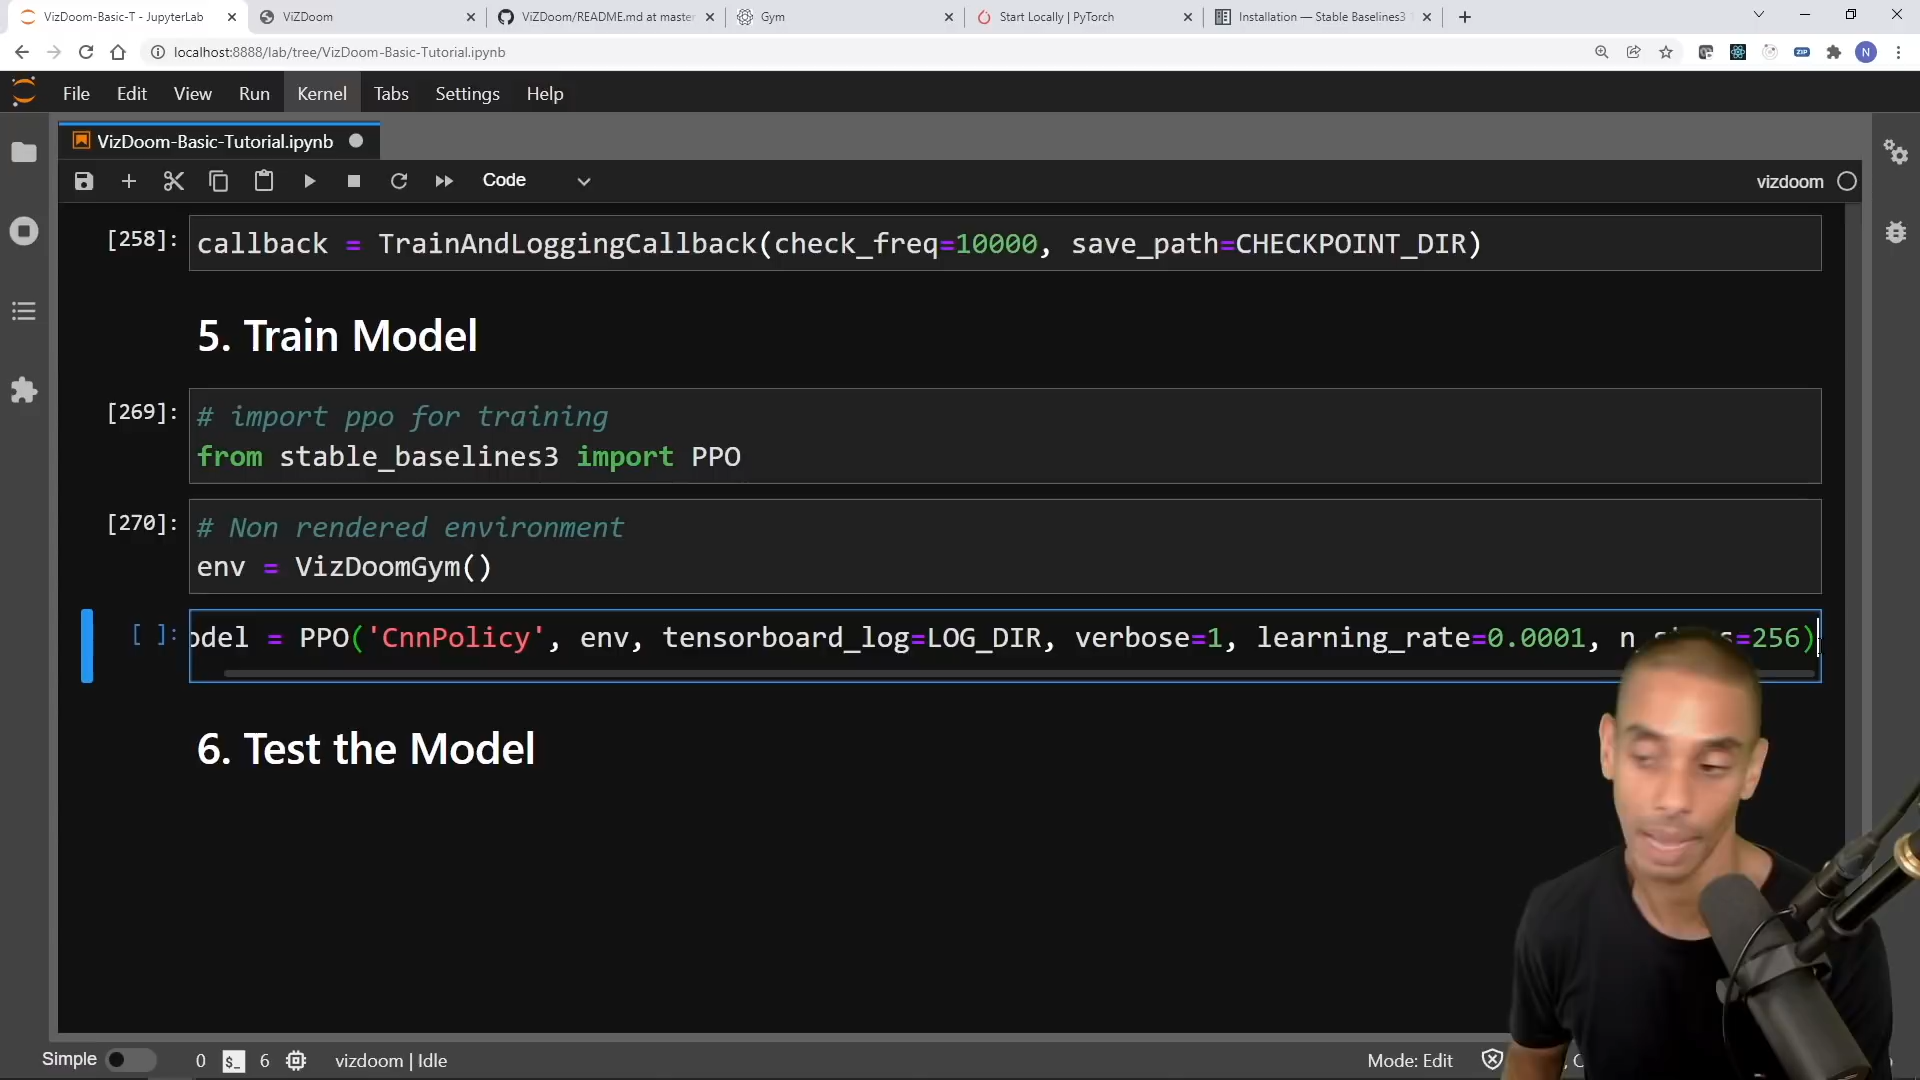 VizDoom-Basic-T - JupyterLab
ViZDoom
ViZDoom/README.md at master
Gym
Start Locally | PyTorch
Installation — Stable Baselines3
localhost:8888/lab/tree/VizDoom-Basic-Tutorial.ipynb
ZIP
N
File Edit View Run Kernel Tabs Settings Help
VizDoom-Basic-Tutorial.ipynb
Code
vizdoom
[258]: callback = TrainAndLoggingCallback(check_freq=10000, save_path=CHECKPOINT_DIR)
5. Train Model
[269]: # import ppo for training
from stable_baselines3 import PPO
[270]: # Non rendered environment
env = VizDoomGym()
[ ]: odel = PPO('CnnPolicy', env, tensorboard_log=LOG_DIR, verbose=1, learning_rate=0.0001, n_steps=256)
6. Test the Model
Simple 0 $_ 6 vizdoom | Idle
Mode: Edit